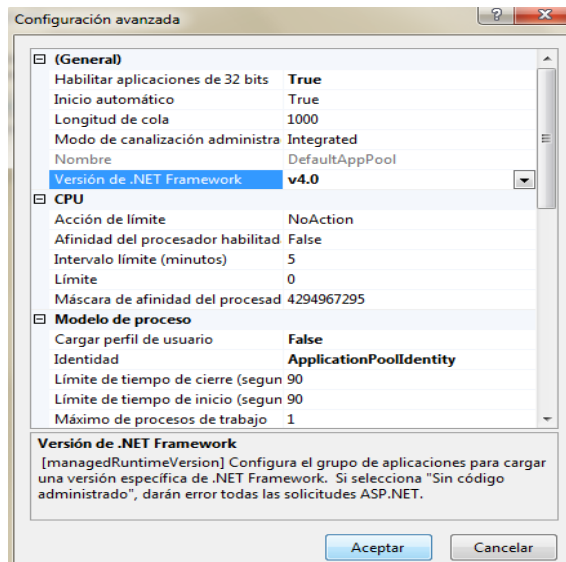 Configuración avanzada
(General)
Habilitar aplicaciones de 32 bits True
Inicio automático True
Longitud de cola 1000
Modo de canalización administra Integrated
Nombre DefaultAppPool
Versión de .NET Framework v4.0
CPU
Acción de límite NoAction
Afinidad del procesador habilitad False
Intervalo límite (minutos) 5
Límite 0
Máscara de afinidad del procesad 4294967295
Modelo de proceso
Cargar perfil de usuario False
Identidad ApplicationPoolIdentity
Límite de tiempo de cierre (segun 90
Límite de tiempo de inicio (segun 90
Máximo de procesos de trabajo 1
Versión de .NET Framework
[managedRuntimeVersion] Configura el grupo de aplicaciones para cargar
una versión específica de .NET Framework. Si selecciona "Sin código
administrado", darán error todas las solicitudes ASP.NET.
Aceptar Cancelar